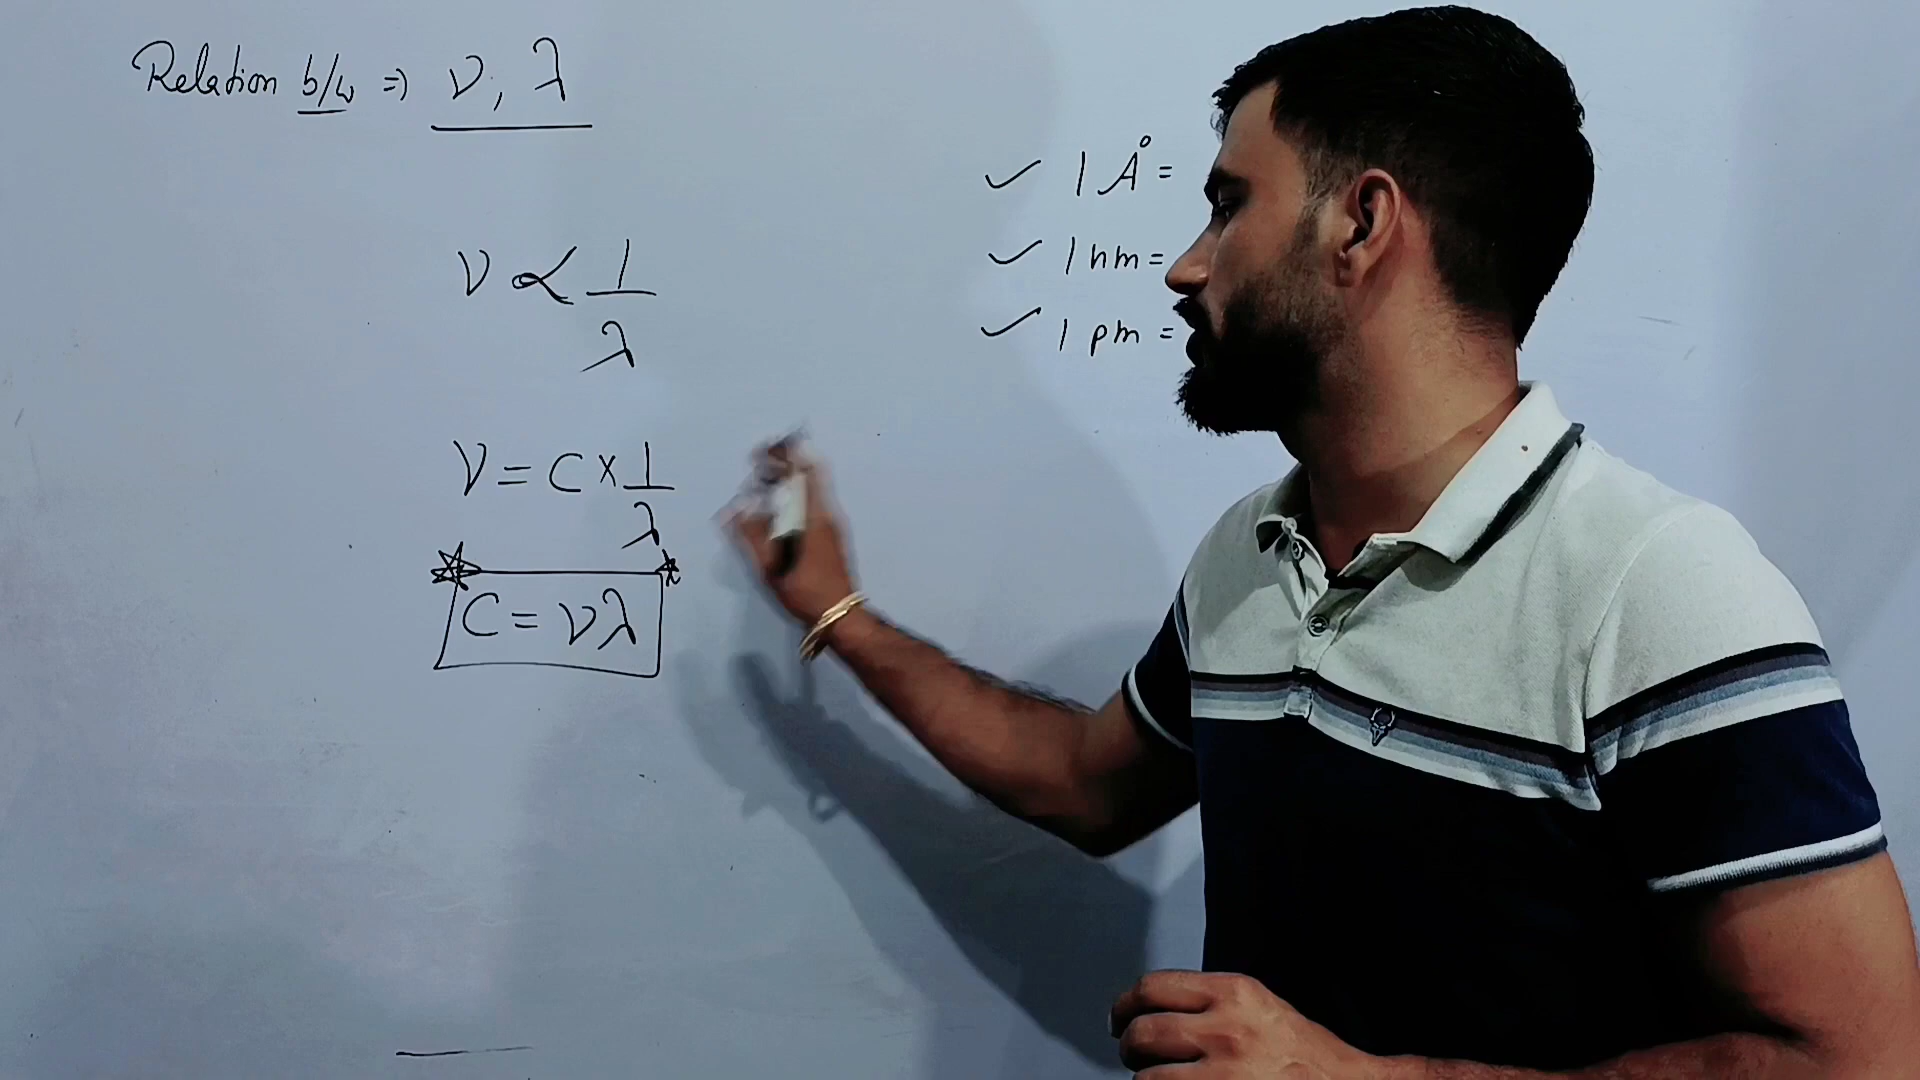 Relation b/w => ν, λ
ν ∝ 1/λ
ν = C × 1/λ
C = νλ
✓ 1 Å =
✓ 1 nm =
✓ 1 pm =